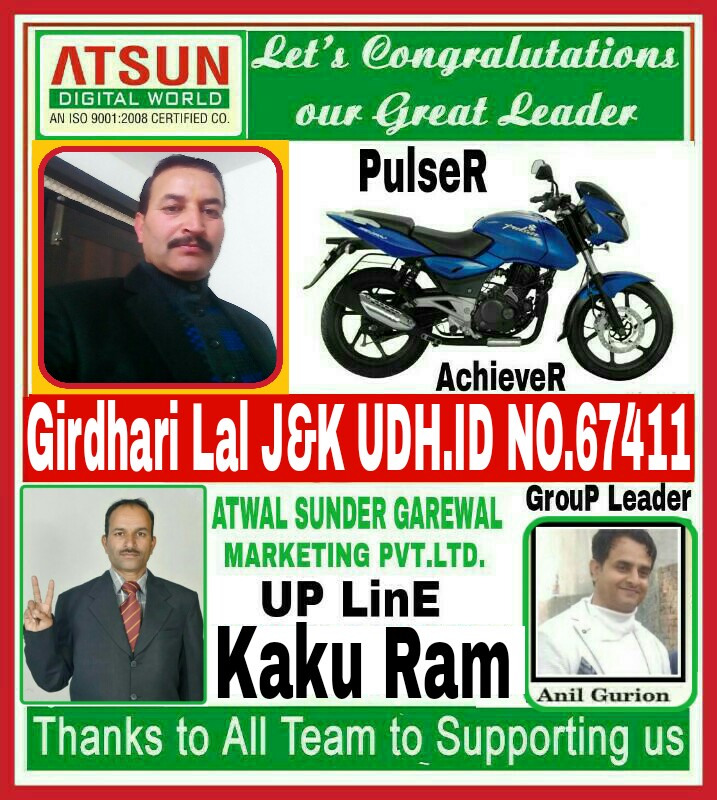 ATSUN
DIGITAL WORLD
AN ISO 9001:2008 CERTIFIED CO.
Let's Congralutations
our Great Leader
PulseR
pulsar
AchieveR
Girdhari Lal J&K UDH.ID NO.67411
GrouP Leader
ATWAL SUNDER GAREWAL
MARKETING PVT.LTD.
UP LinE
Kaku Ram
Anil Gurion
Thanks to All Team to Supporting us